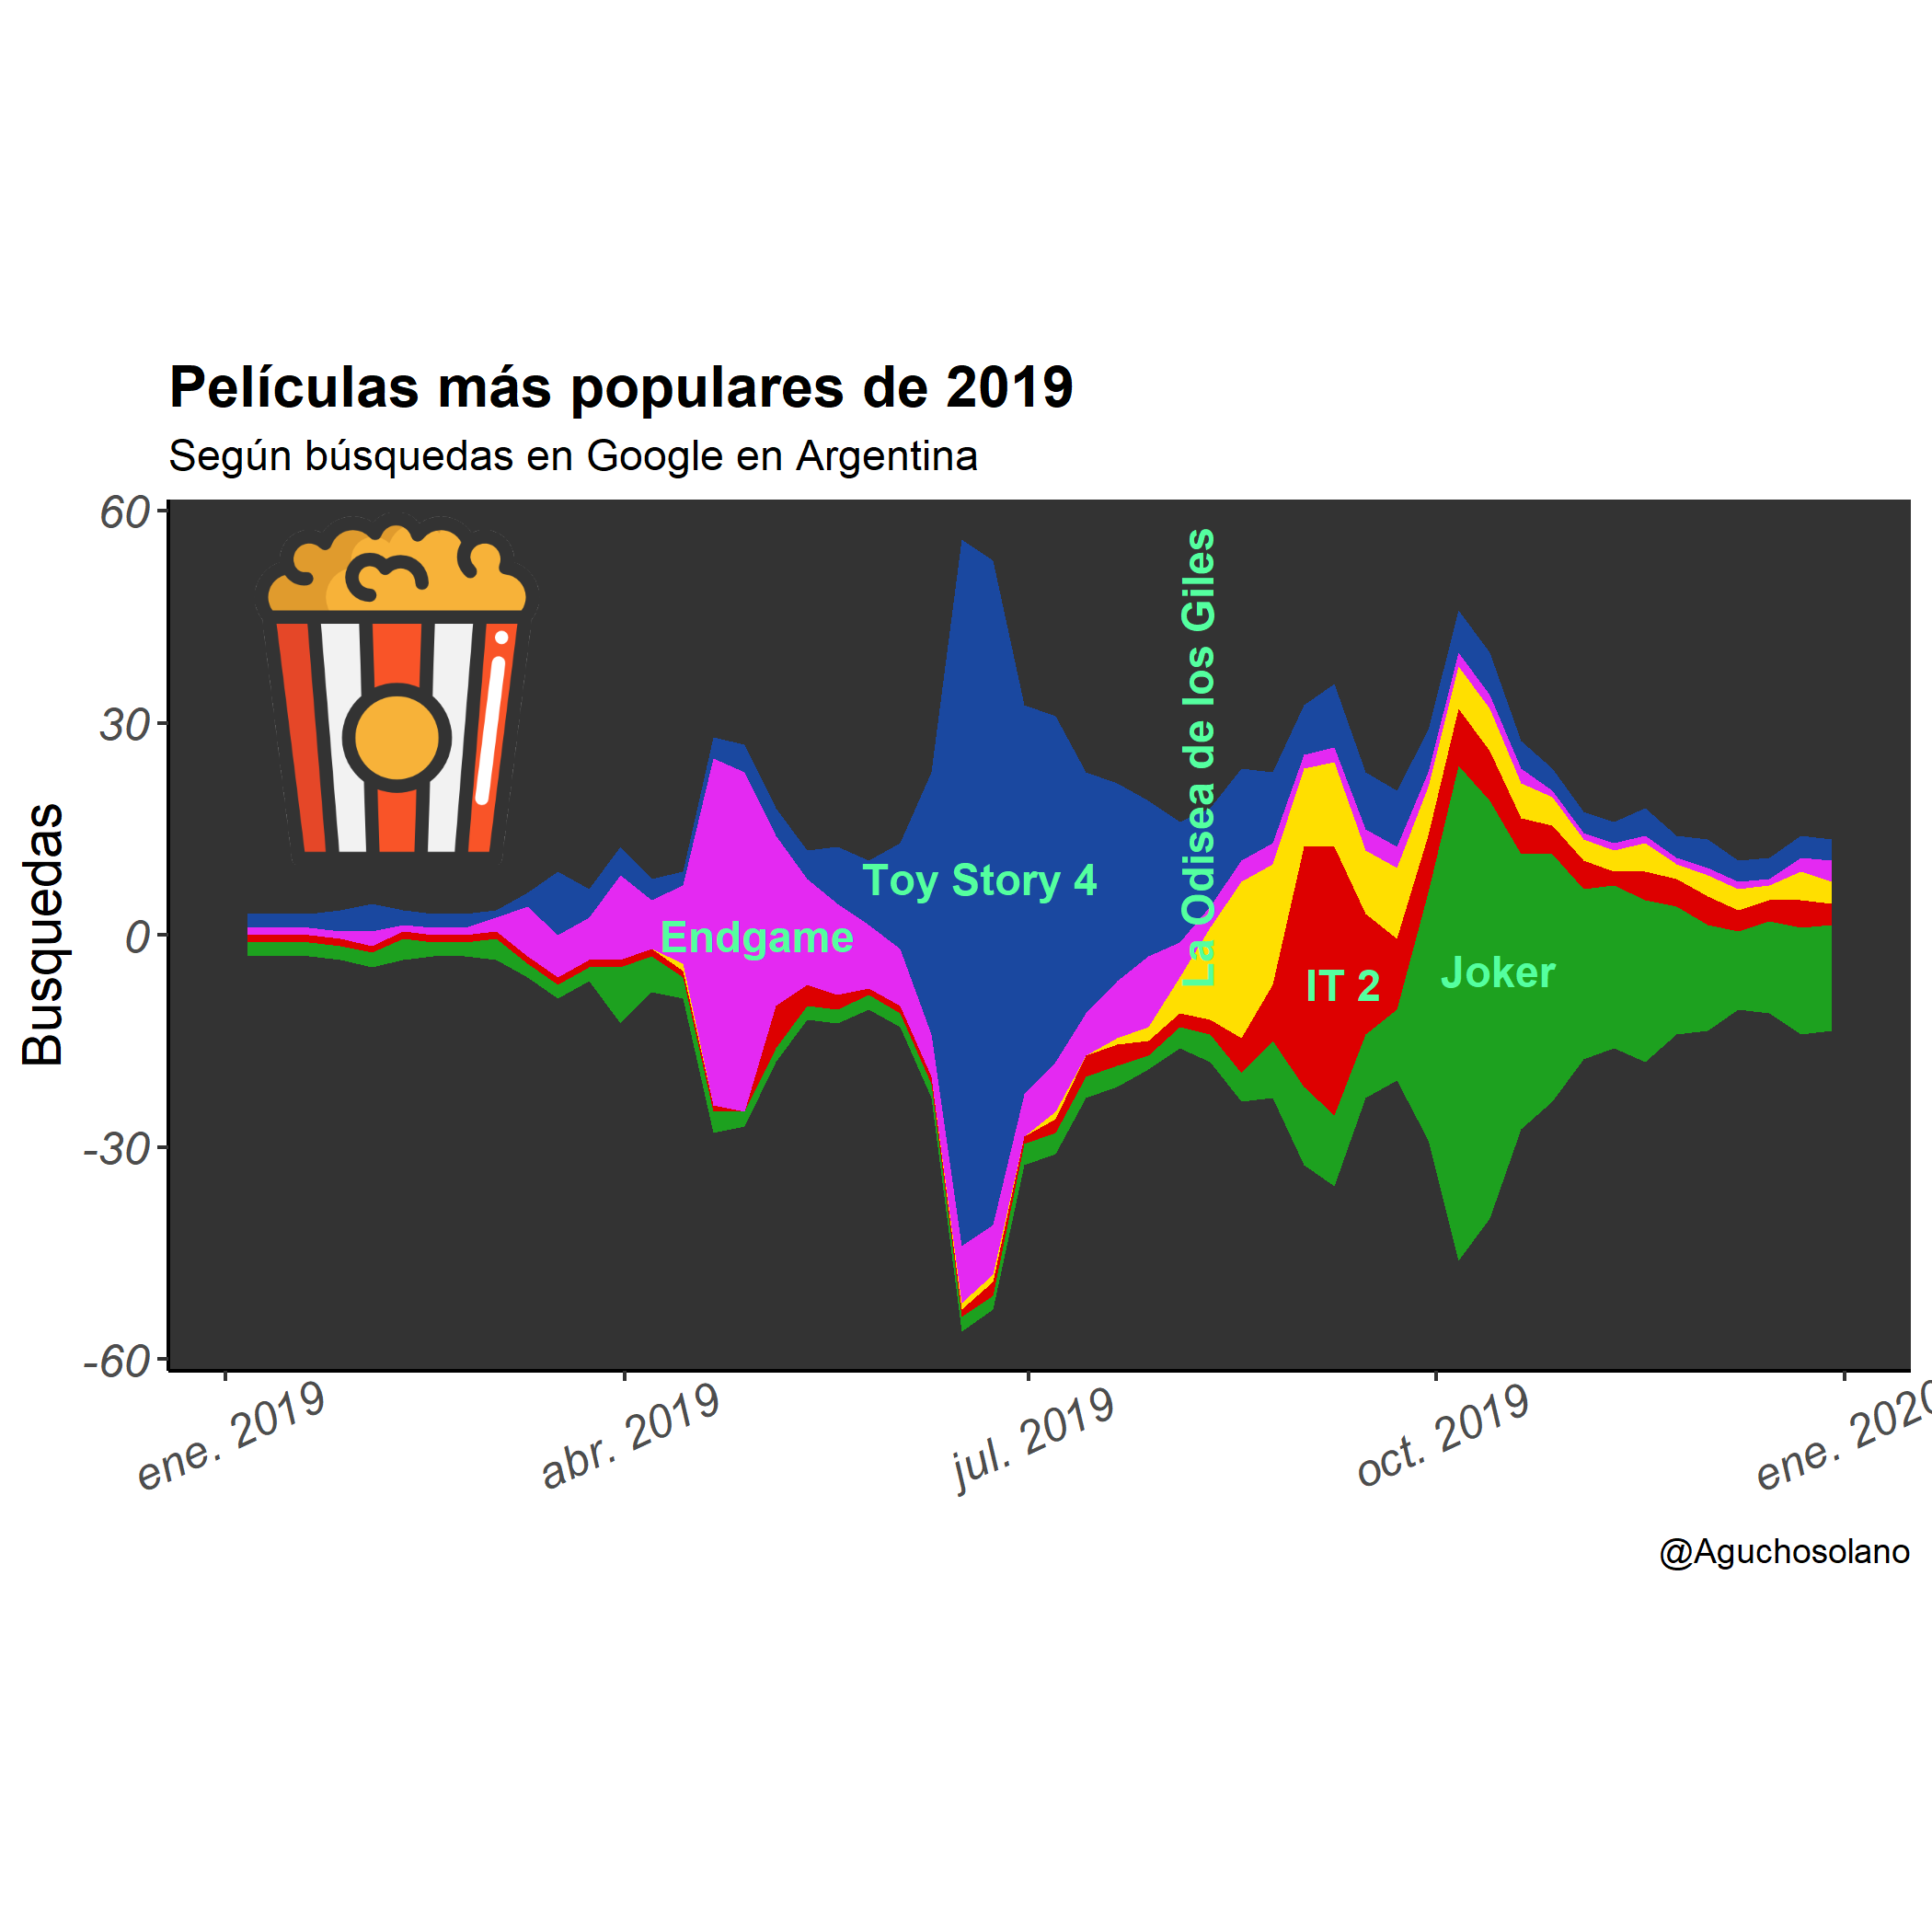 Películas más populares de 2019
Según búsquedas en Google en Argentina
Busquedas
60
30
0
-30
-60
Endgame
Toy Story 4
La Odisea de los Giles
IT 2
Joker
ene. 2019
abr. 2019
jul. 2019
oct. 2019
ene. 2020
@Aguchosolano